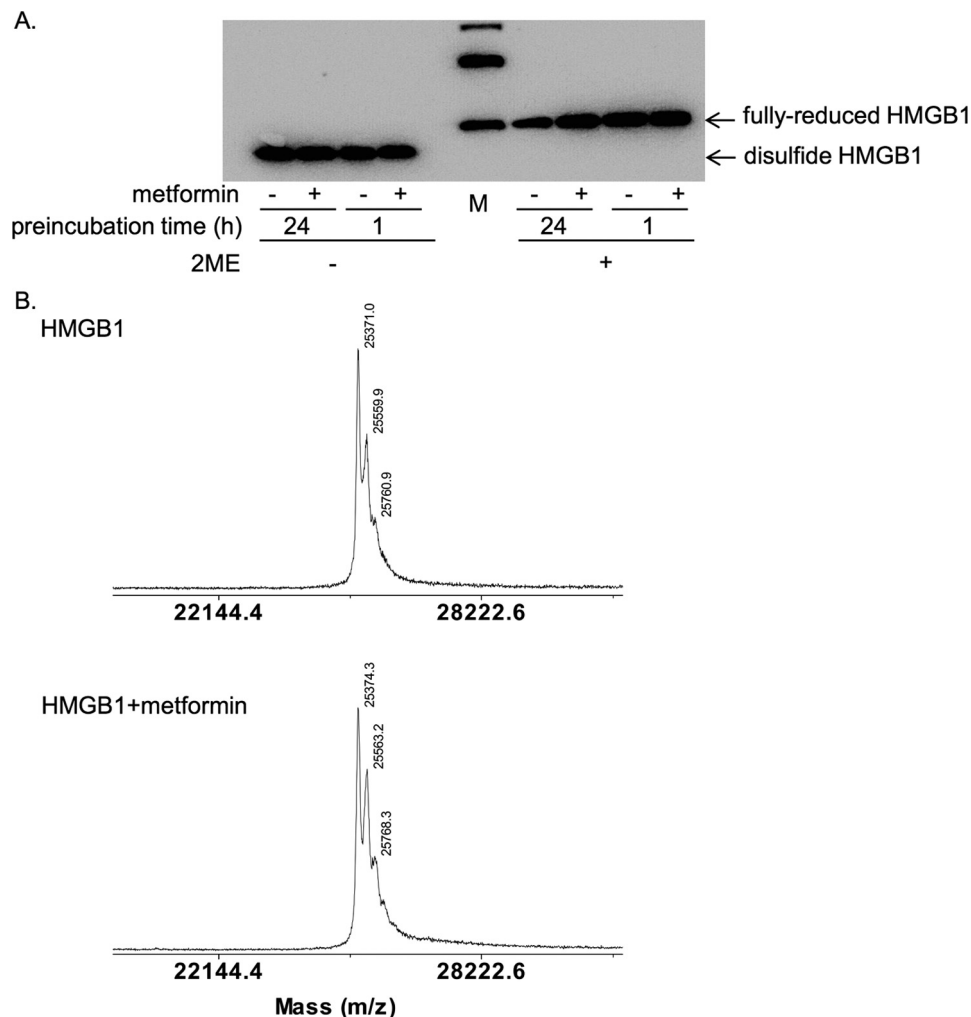 A.
fully-reduced HMGB1
disulfide HMGB1
metformin - + - + M - + - +
preincubation time (h) 24 1 24 1
2ME - +
B.
HMGB1
25371.0
25559.9
25760.9
22144.4 28222.6
HMGB1+metformin
25374.3
25563.2
25768.3
22144.4 28222.6
Mass (m/z)